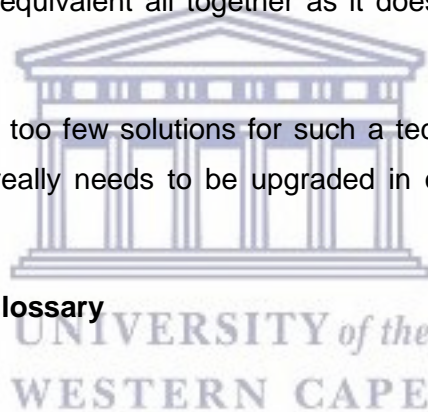 equivalent all together as it does
too few solutions for such a tec
really needs to be upgraded in
lossary
UNIVERSITY of the
WESTERN CAPE